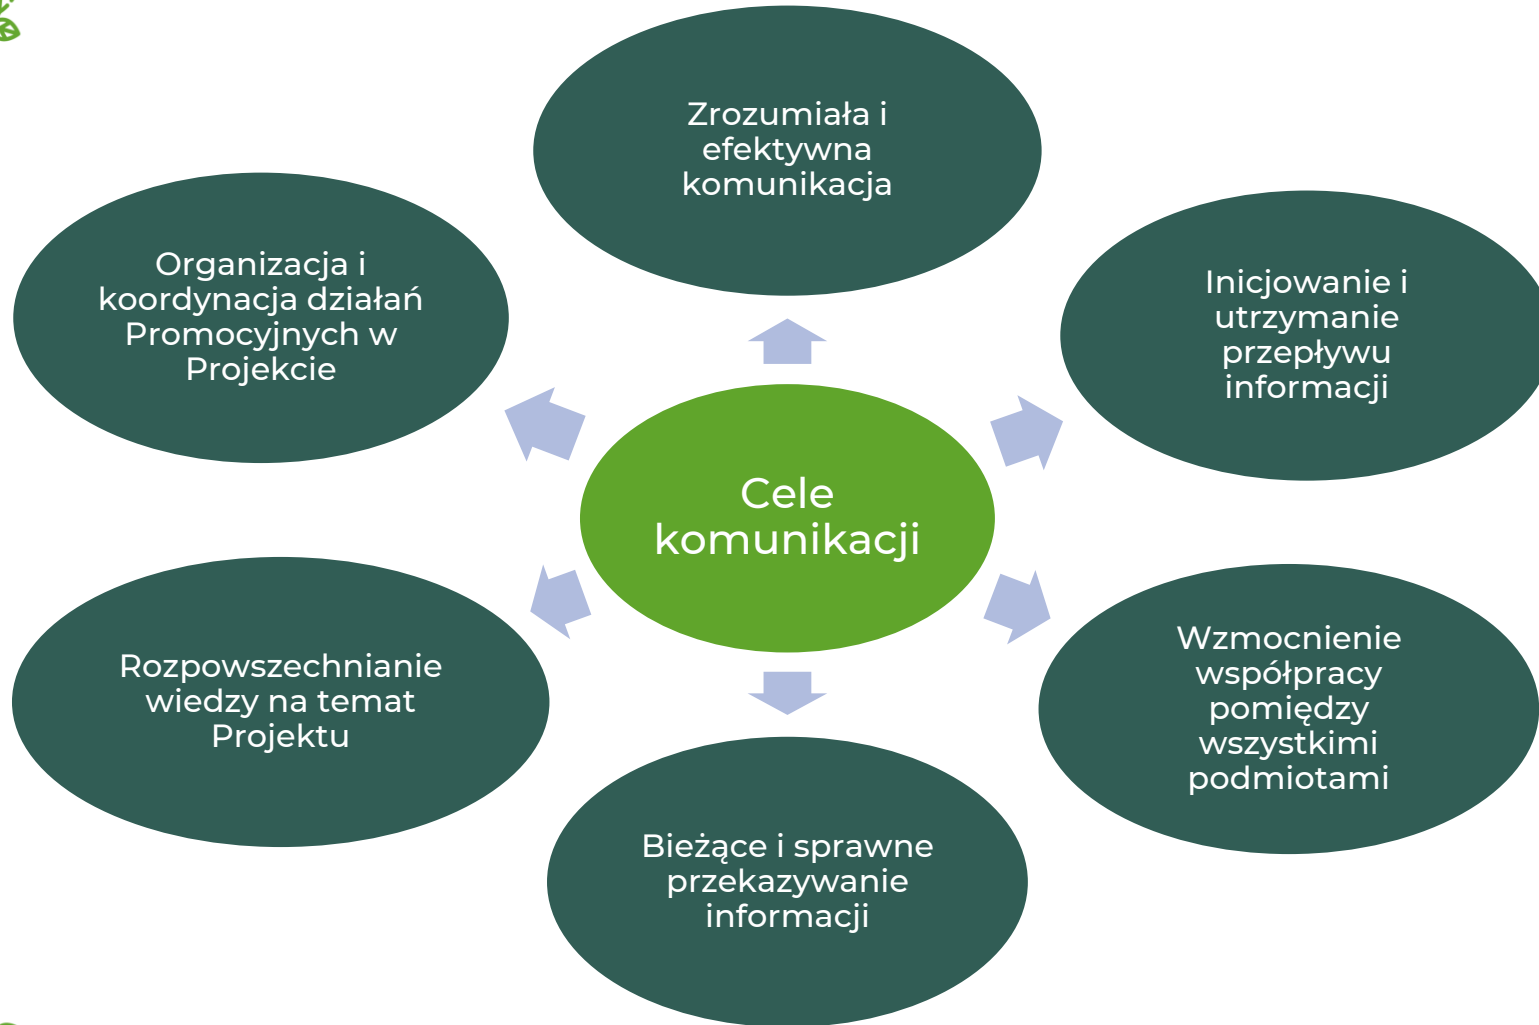 Zrozumiała i
efektywna
komunikacja
Organizacja i
koordynacja działań
Promocyjnych w
Projekcie
Inicjowanie i
utrzymanie
przepływu
informacji
Cele
komunikacji
Rozpowszechnianie
wiedzy na temat
Projektu
Wzmocnienie
współpracy
pomiędzy
wszystkimi
podmiotami
Bieżące i sprawne
przekazywanie
informacji